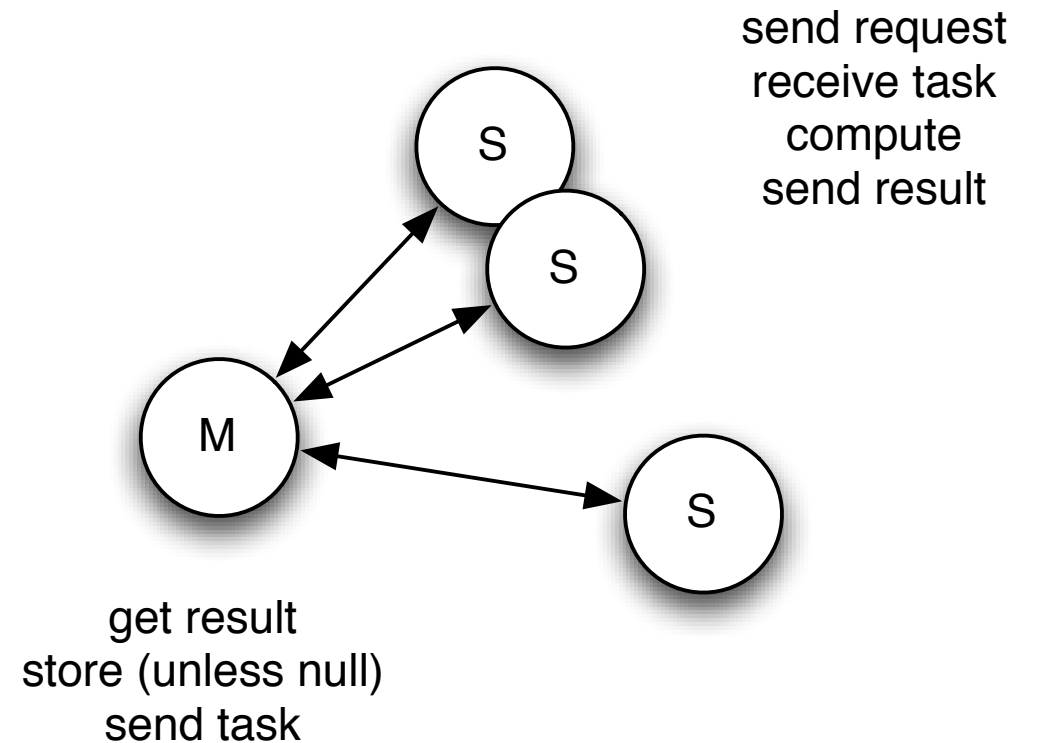 send request
receive task
compute
send result
S
S
M
S
get result
store (unless null)
send task